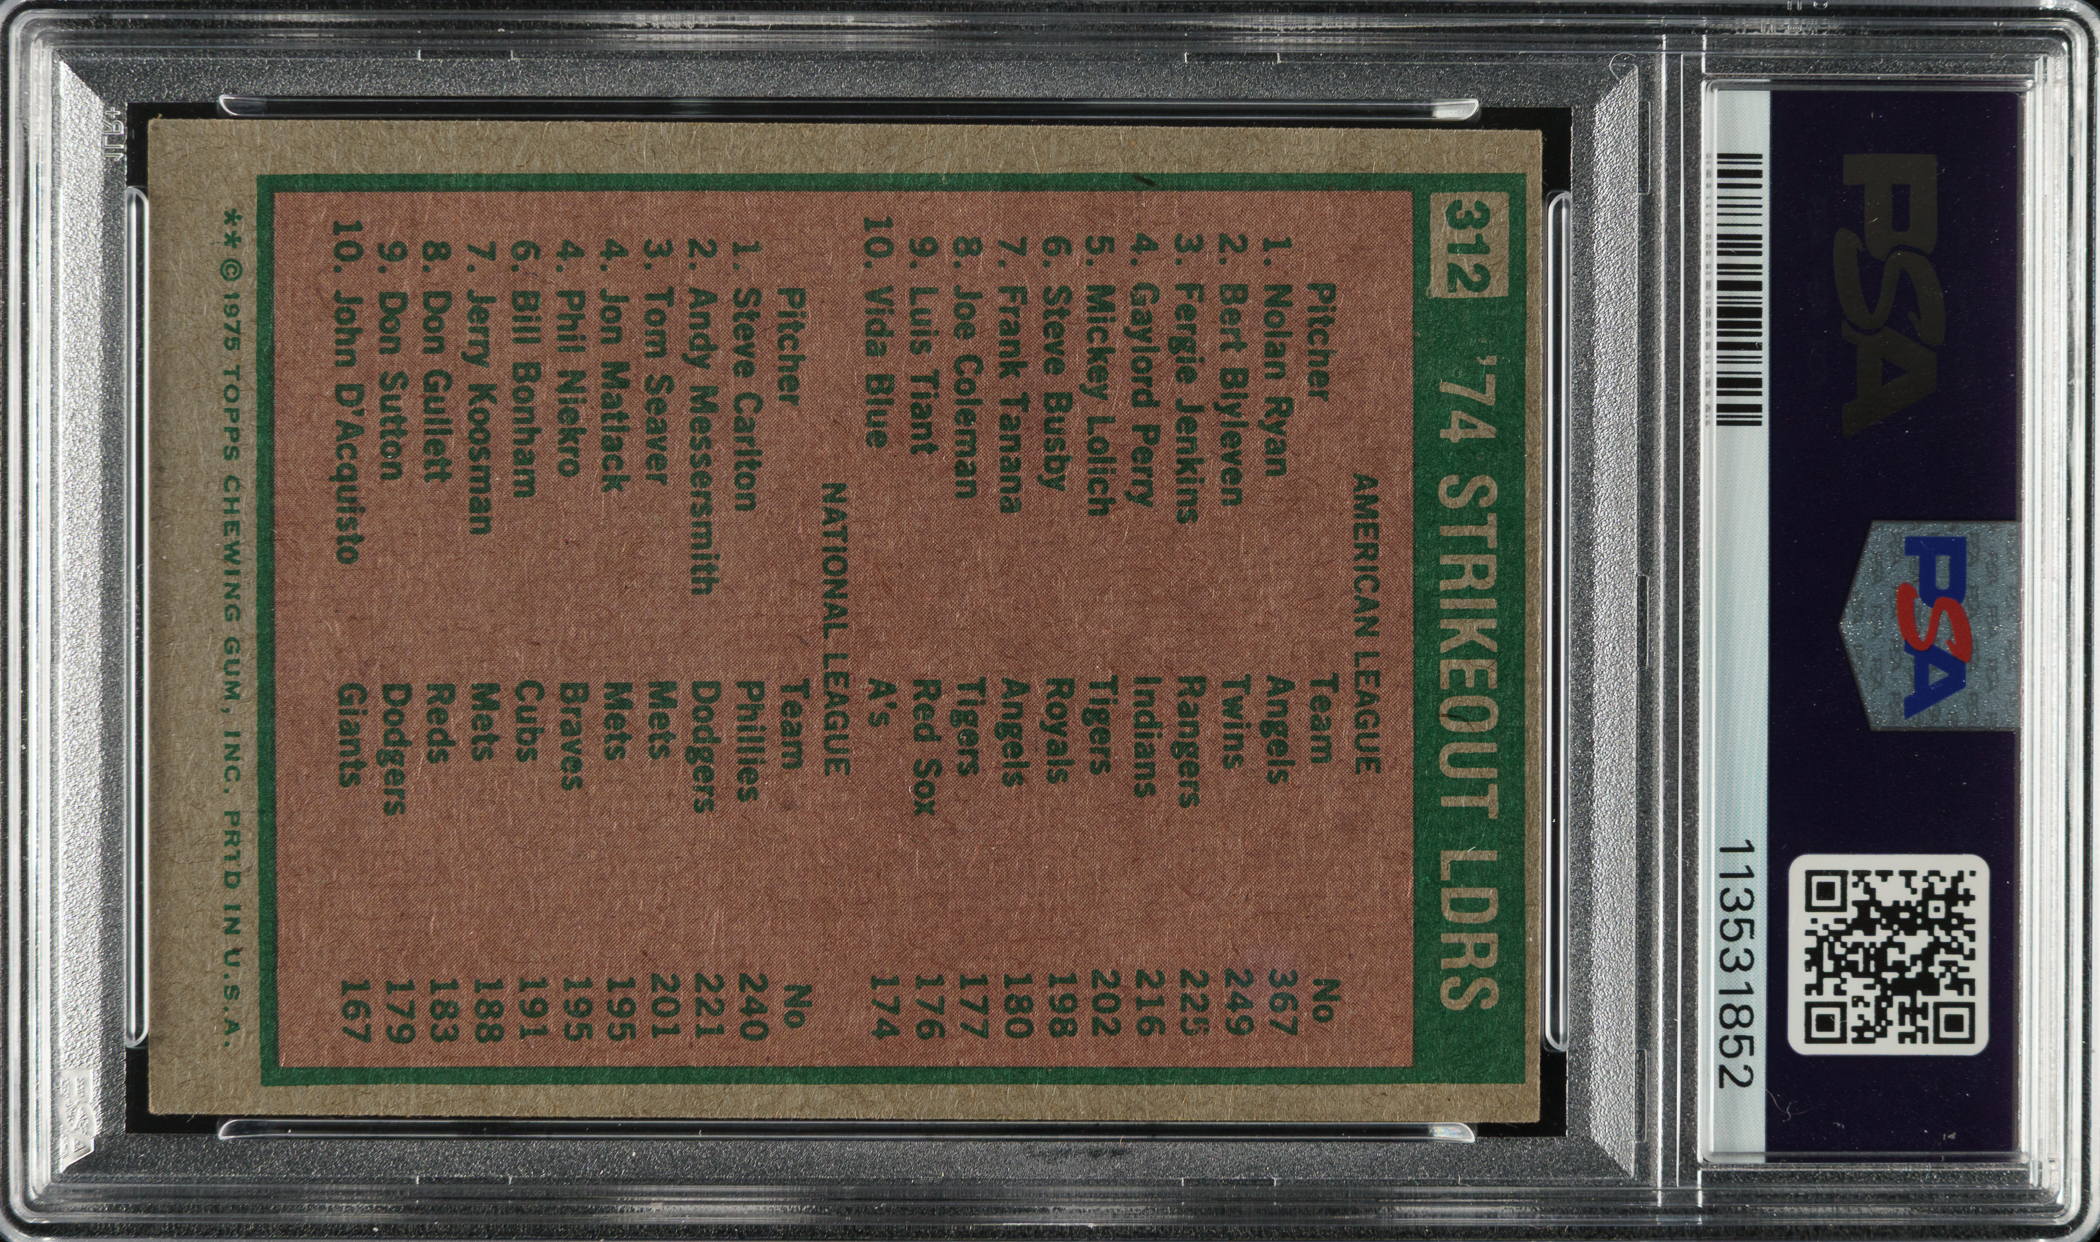 PSA
PSA
113531852
312 '74 STRIKEOUT LDRS
AMERICAN LEAGUE
Pitcher Team No
1. Nolan Ryan Angels 367
2. Bert Blyleven Twins 249
3. Fergie Jenkins Rangers 225
4. Gaylord Perry Indians 216
5. Mickey Lolich Tigers 202
6. Steve Busby Royals 198
7. Frank Tanana Angels 180
8. Joe Coleman Tigers 177
9. Luis Tiant Red Sox 176
10. Vida Blue A's 174
NATIONAL LEAGUE
Pitcher Team No
1. Steve Carlton Phillies 240
2. Andy Messersmith Dodgers 221
3. Tom Seaver Mets 201
4. Jon Matlack Mets 195
4. Phil Niekro Braves 195
6. Bill Bonham Cubs 191
7. Jerry Koosman Mets 188
8. Don Gullett Reds 183
9. Don Sutton Dodgers 179
10. John D'Acquisto Giants 167
** © 1975 TOPPS CHEWING GUM, INC. PRTD IN U.S.A.
PSA